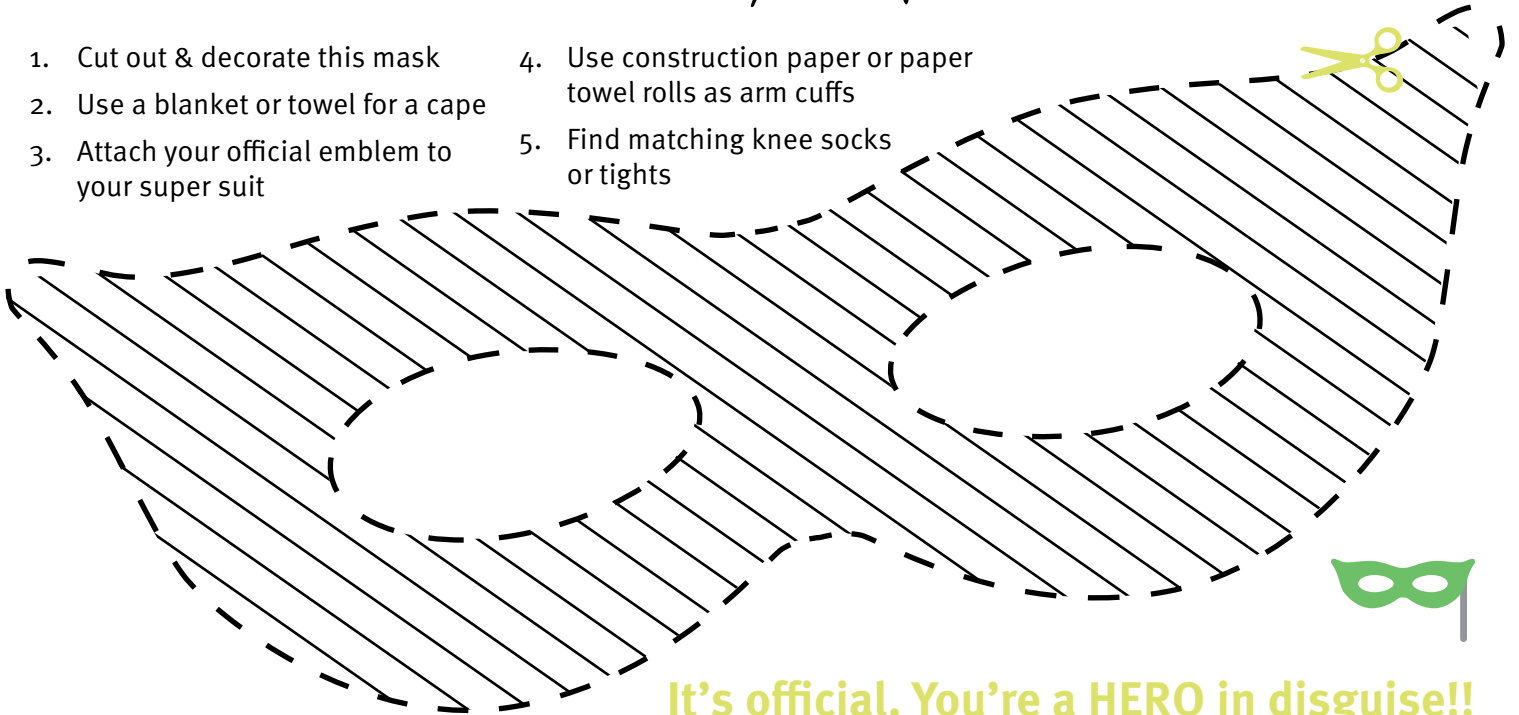 1. Cut out & decorate this mask
2. Use a blanket or towel for a cape
3. Attach your official emblem to
your super suit
4. Use construction paper or paper
towel rolls as arm cuffs
5. Find matching knee socks
or tights
It's official. You're a HERO in disguise!!